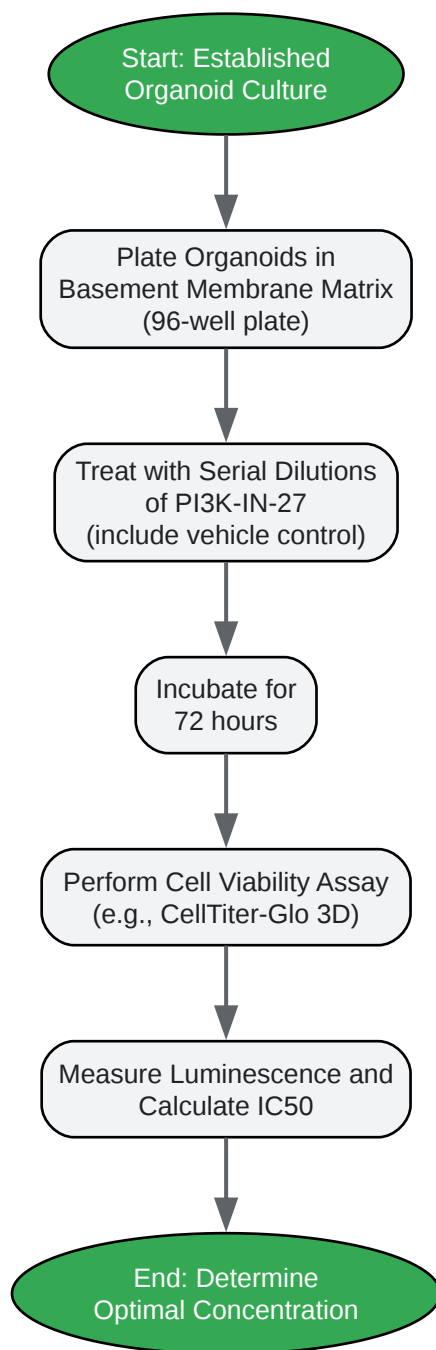 Start: Established
Organoid Culture
Plate Organoids in
Basement Membrane Matrix
(96-well plate)
Treat with Serial Dilutions
of PI3K-IN-27
(include vehicle control)
Incubate for
72 hours
Perform Cell Viability Assay
(e.g., CellTiter-Glo 3D)
Measure Luminescence and
Calculate IC50
End: Determine
Optimal Concentration